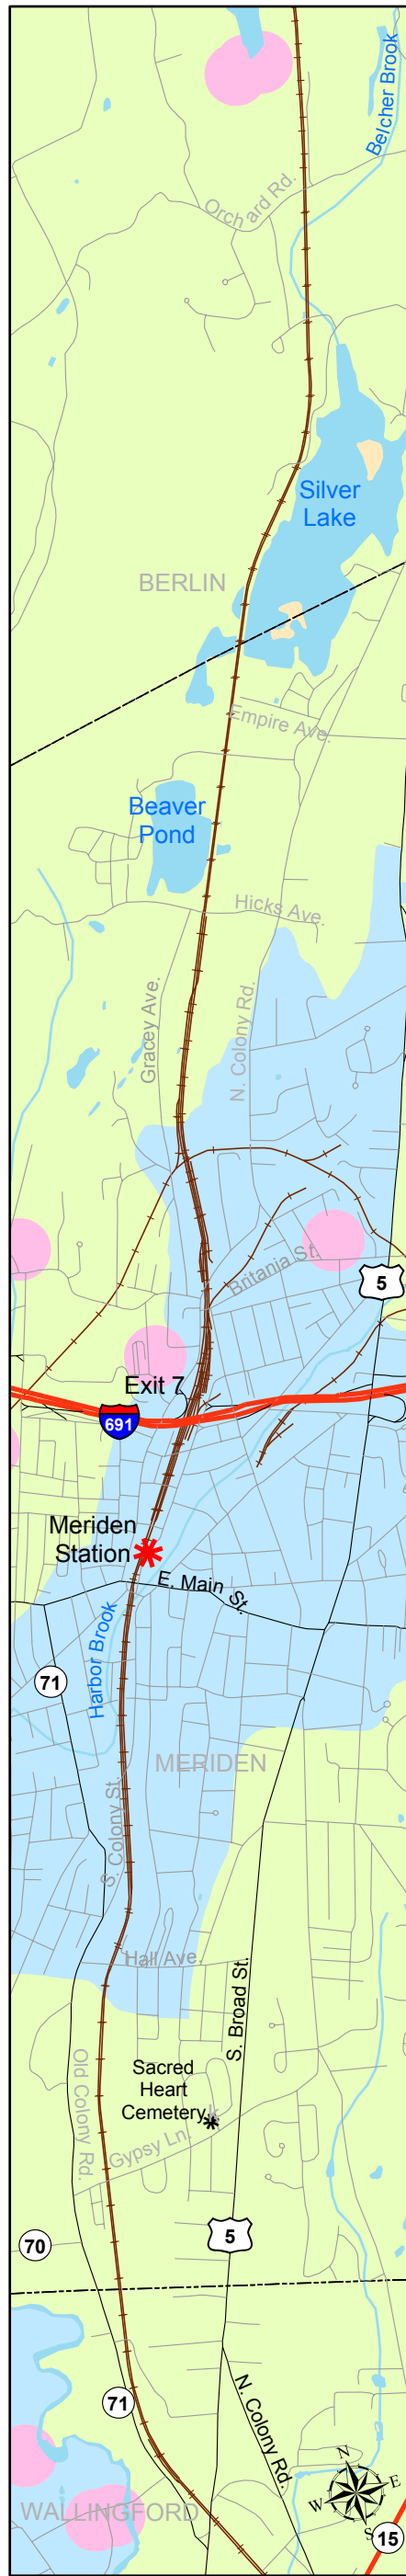 Belcher Brook
Orchard Rd.
Silver
Lake
BERLIN
Empire Ave.
Beaver
Pond
Hicks Ave.
Gracey Ave.
N. Colony Rd.
Britania St.
5
Exit 7
691
Meriden
Station
E. Main St.
Harbor Brook
71
MERIDEN
S. Colony St.
Hall Ave.
S. Broad St.
Sacred
Heart
Cemetery
Old Colony Rd.
Gypsy Ln.
70
5
71
N. Colony Rd.
N
W
E
S
WALLINGFORD
15